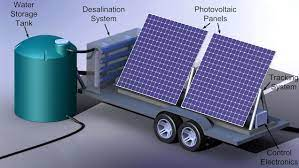 Water
Storage
Tank
Desalination
System
Photovoltaic
Panels
Tracking
System
Control Electronics